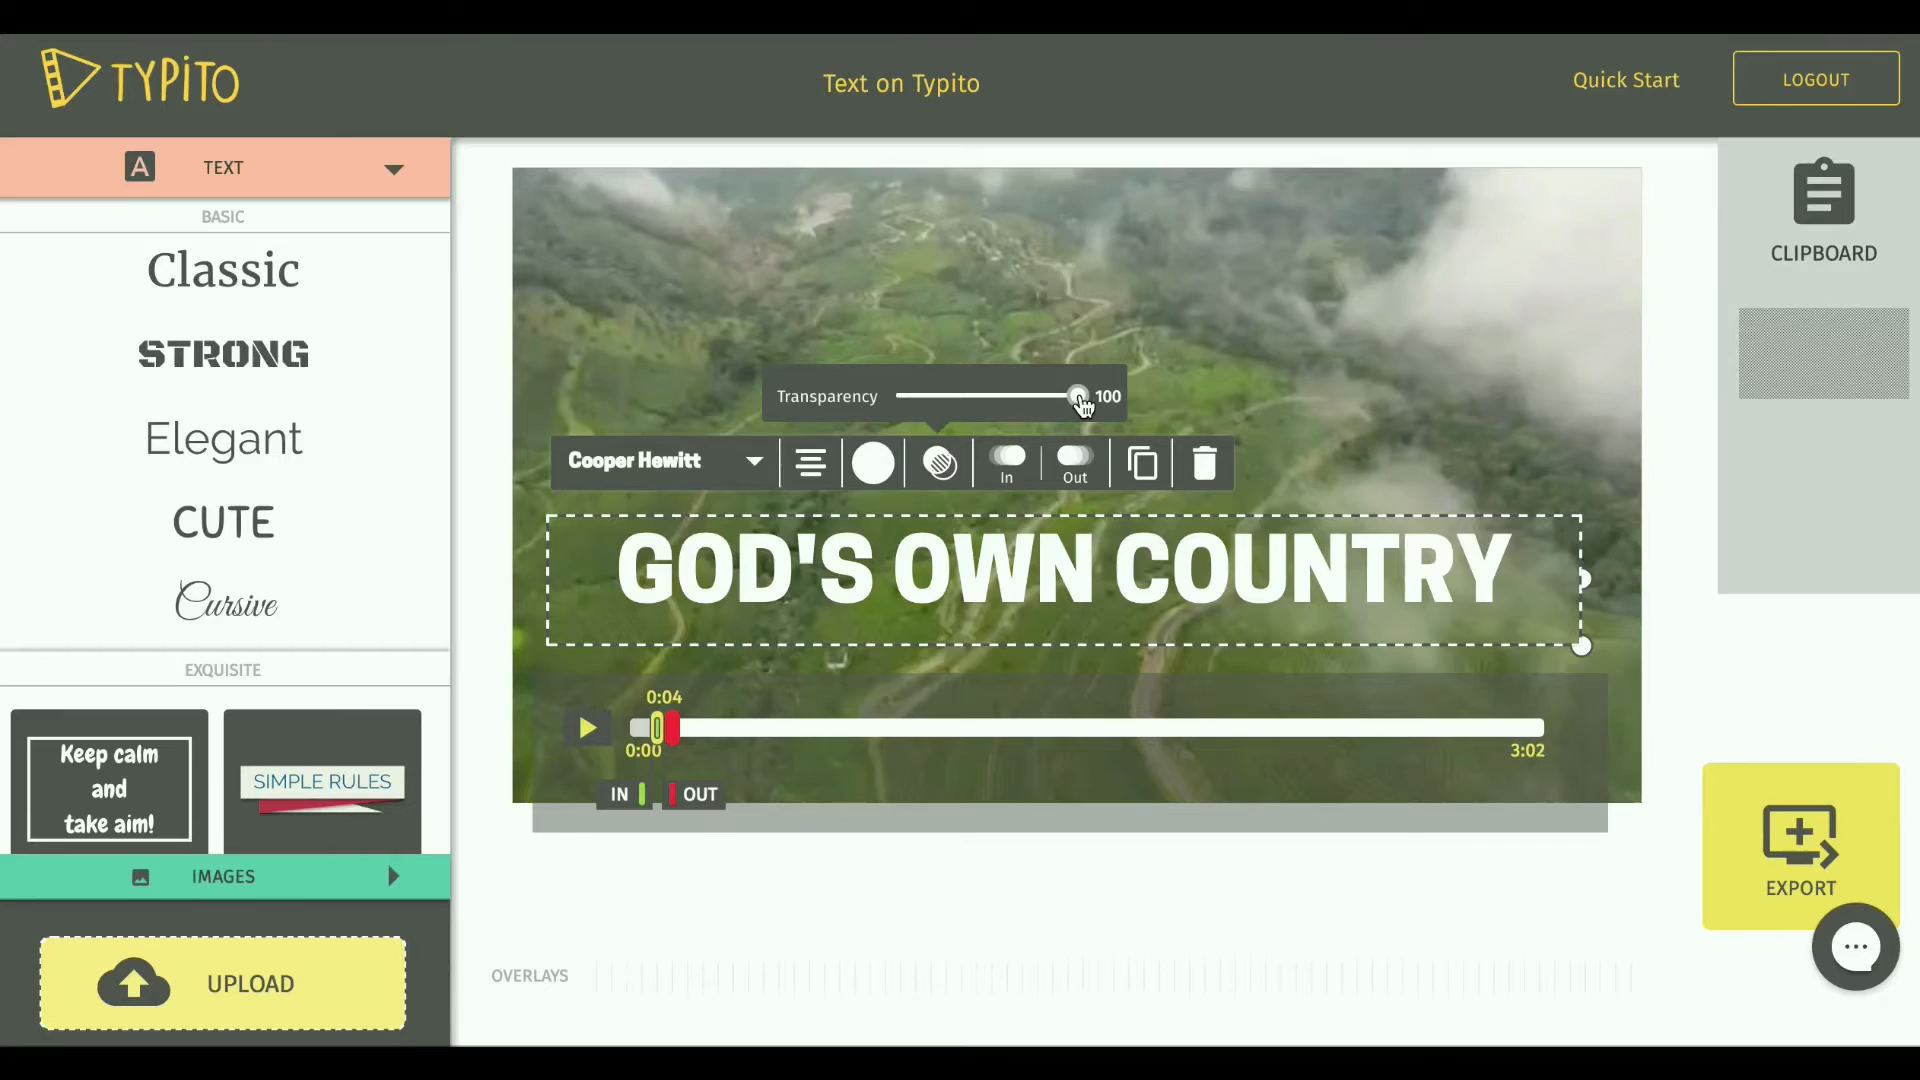 TYPiTO
Text on Typito
Quick Start
LOGOUT
A
TEXT
BASIC
Classic
STRONG
Elegant
CUTE
Cursive
EXQUISITE
Keep calm
and
take aim!
SIMPLE RULES
IMAGES
UPLOAD
Transparency
100
Cooper Hewitt
In
Out
GOD'S OWN COUNTRY
0:04
0:00
3:02
IN
OUT
OVERLAYS
CLIPBOARD
EXPORT